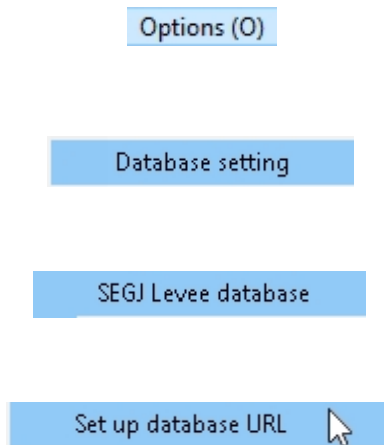 Options (O)
Database setting
SEGJ Levee database
Set up database URL